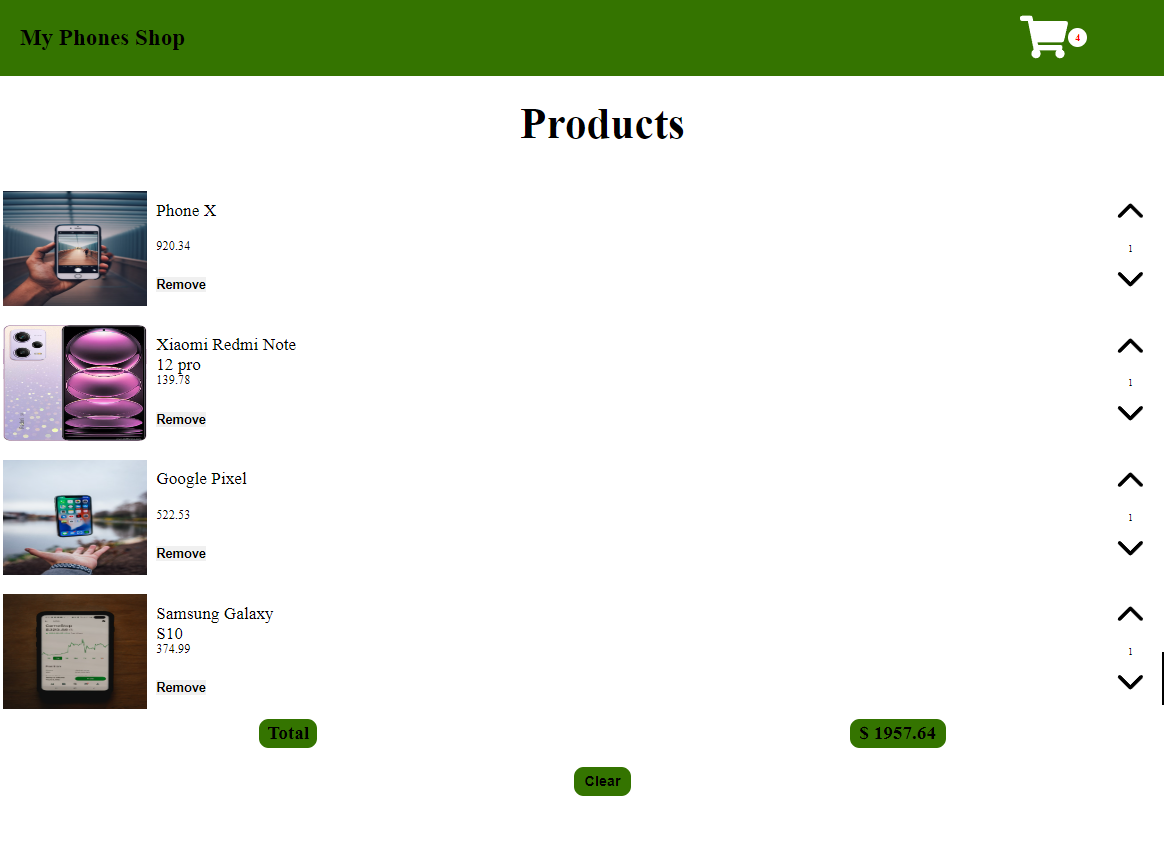 My Phones Shop
4
Products
Phone X
920.34
Remove
1
Xiaomi Redmi Note
12 pro
139.78
Remove
1
Google Pixel
522.53
Remove
1
Samsung Galaxy
S10
374.99
Remove
1
Total
$ 1957.64
Clear